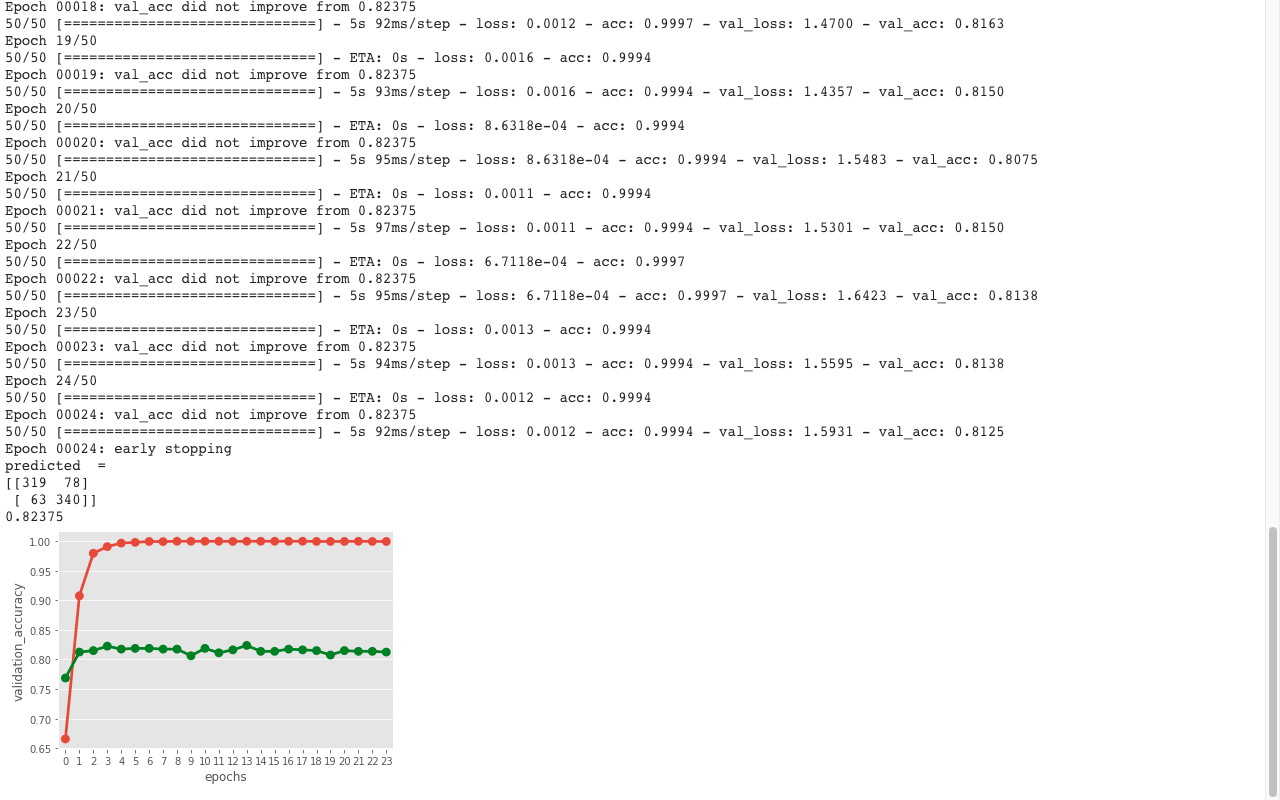 Epoch 00018: val_acc did not improve from 0.82375
50/50 [==============================] - 5s 92ms/step - loss: 0.0012 - acc: 0.9997 - val_loss: 1.4700 - val_acc: 0.8163
Epoch 19/50
50/50 [==============================] - ETA: 0s - loss: 0.0016 - acc: 0.9994
Epoch 00019: val_acc did not improve from 0.82375
50/50 [==============================] - 5s 93ms/step - loss: 0.0016 - acc: 0.9994 - val_loss: 1.4357 - val_acc: 0.8150
Epoch 20/50
50/50 [==============================] - ETA: 0s - loss: 8.6318e-04 - acc: 0.9994
Epoch 00020: val_acc did not improve from 0.82375
50/50 [==============================] - 5s 95ms/step - loss: 8.6318e-04 - acc: 0.9994 - val_loss: 1.5483 - val_acc: 0.8075
Epoch 21/50
50/50 [==============================] - ETA: 0s - loss: 0.0011 - acc: 0.9994
Epoch 00021: val_acc did not improve from 0.82375
50/50 [==============================] - 5s 97ms/step - loss: 0.0011 - acc: 0.9994 - val_loss: 1.5301 - val_acc: 0.8150
Epoch 22/50
50/50 [==============================] - ETA: 0s - loss: 6.7118e-04 - acc: 0.9997
Epoch 00022: val_acc did not improve from 0.82375
50/50 [==============================] - 5s 95ms/step - loss: 6.7118e-04 - acc: 0.9997 - val_loss: 1.6423 - val_acc: 0.8138
Epoch 23/50
50/50 [==============================] - ETA: 0s - loss: 0.0013 - acc: 0.9994
Epoch 00023: val_acc did not improve from 0.82375
50/50 [==============================] - 5s 94ms/step - loss: 0.0013 - acc: 0.9994 - val_loss: 1.5595 - val_acc: 0.8138
Epoch 24/50
50/50 [==============================] - ETA: 0s - loss: 0.0012 - acc: 0.9994
Epoch 00024: val_acc did not improve from 0.82375
50/50 [==============================] - 5s 92ms/step - loss: 0.0012 - acc: 0.9994 - val_loss: 1.5931 - val_acc: 0.8125
Epoch 00024: early stopping
predicted  =
[[319  78]
 [ 63 340]]
0.82375
1.00
0.95
0.90
0.85
0.80
0.75
0.70
0.65
validation_accuracy
0 1 2 3 4 5 6 7 8 9 10 11 12 13 14 15 16 17 18 19 20 21 22 23
epochs